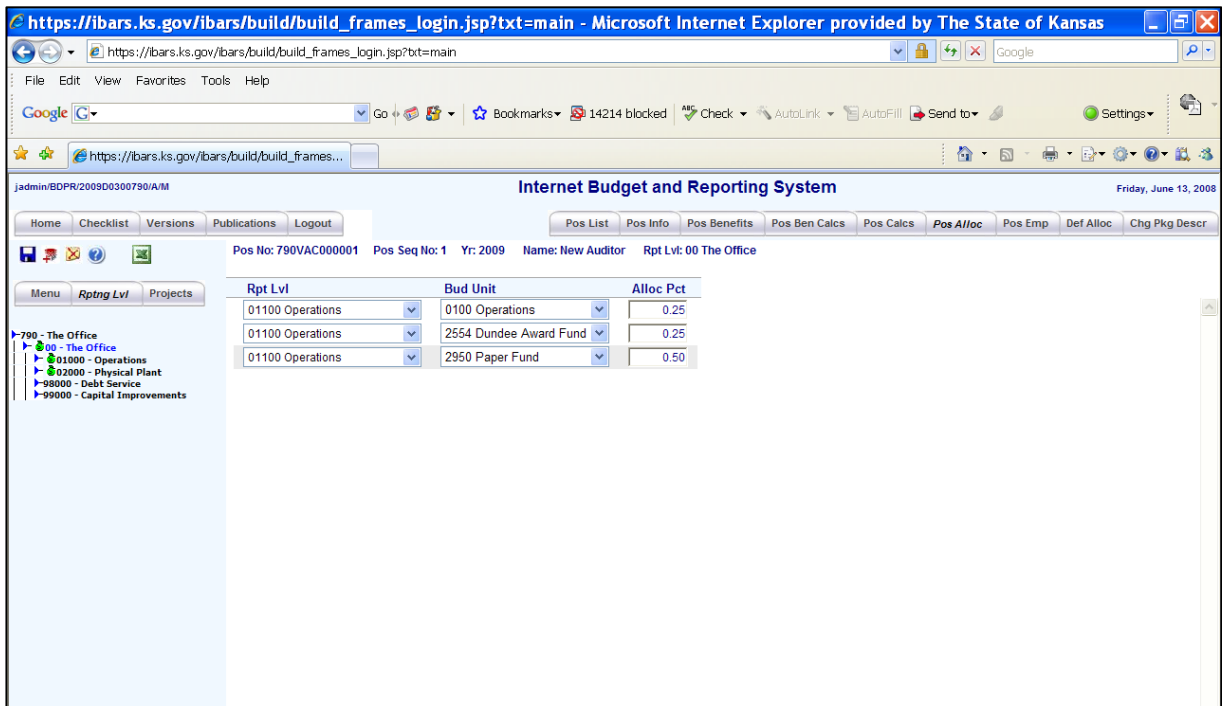 https://ibars.ks.gov/ibars/build/build_frames_login.jsp?txt=main - Microsoft Internet Explorer provided by The State of Kansas
https://ibars.ks.gov/ibars/build/build_frames_login.jsp?txt=main Google
File Edit View Favorites Tools Help
Google G Go Bookmarks 14214 blocked ABC Check AutoLink AutoFill Send to Settings
https://ibars.ks.gov/ibars/build/build_frames...
jadmin/BDPR/2009D0300790/A/M Internet Budget and Reporting System Friday, June 13, 2008
Home Checklist Versions Publications Logout Pos List Pos Info Pos Benefits Pos Ben Calcs Pos Calcs Pos Alloc Pos Emp Def Alloc Chg Pkg Descr
Pos No: 790VAC000001 Pos Seq No: 1 Yr: 2009 Name: New Auditor Rpt Lvl: 00 The Office
Menu Rptng Lvl Projects
790 - The Office
00 - The Office
01000 - Operations
02000 - Physical Plant
98000 - Debt Service
99000 - Capital Improvements
Rpt Lvl Bud Unit Alloc Pct
01100 Operations 0100 Operations 0.25
01100 Operations 2554 Dundee Award Fund 0.25
01100 Operations 2950 Paper Fund 0.50